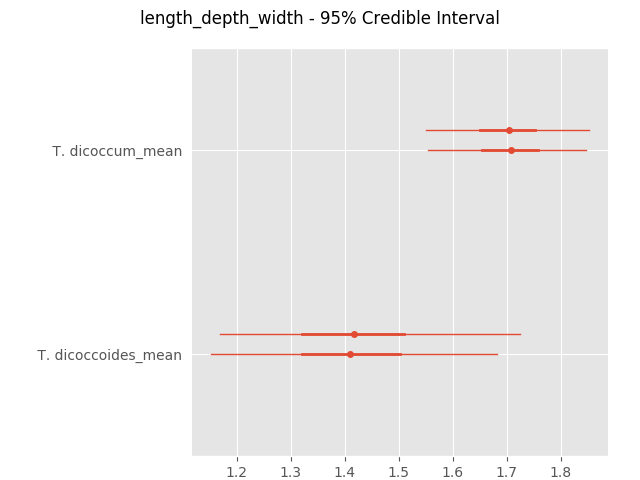 length_depth_width - 95% Credible Interval
T. dicoccum_mean
T. dicoccoides_mean
1.2 1.3 1.4 1.5 1.6 1.7 1.8